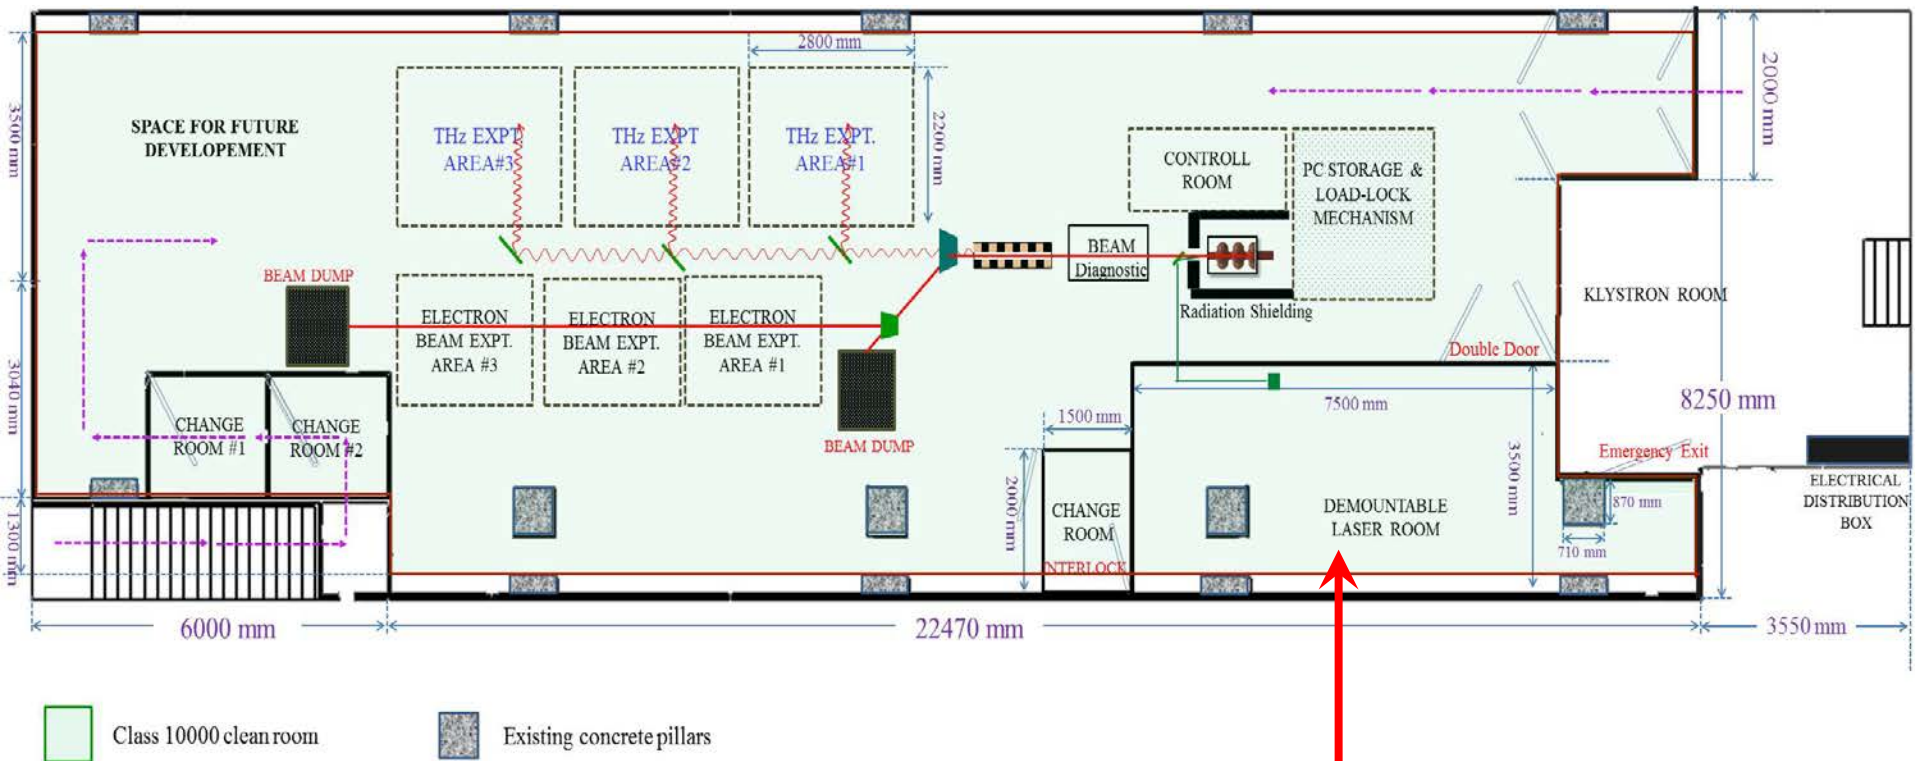 2800 mm
2000 mm
3500 mm
SPACE FOR FUTURE
DEVELOPEMENT
THz EXPT
AREA#3
THz EXPT
AREA#2
THz EXPT.
AREA#1
2200 mm
CONTROLL
ROOM
PC STORAGE &
LOAD-LOCK
MECHANISM
BEAM
Diagnostic
Radiation Shielding
KLYSTRON ROOM
BEAM DUMP
ELECTRON
BEAM EXPT.
AREA #3
ELECTRON
BEAM EXPT.
AREA #2
ELECTRON
BEAM EXPT.
AREA #1
Double Door
3040 mm
7500 mm
8250 mm
CHANGE
ROOM #1
CHANGE
ROOM #2
BEAM DUMP
1500 mm
Emergency Exit
ELECTRICAL
DISTRIBUTION
BOX
2000 mm
CHANGE
ROOM
NTERLOCK
3500 mm
DEMOUNTABLE
LASER ROOM
870 mm
710 mm
1300 mm
6000 mm
22470 mm
3550 mm
Class 10000 clean room
Existing concrete pillars